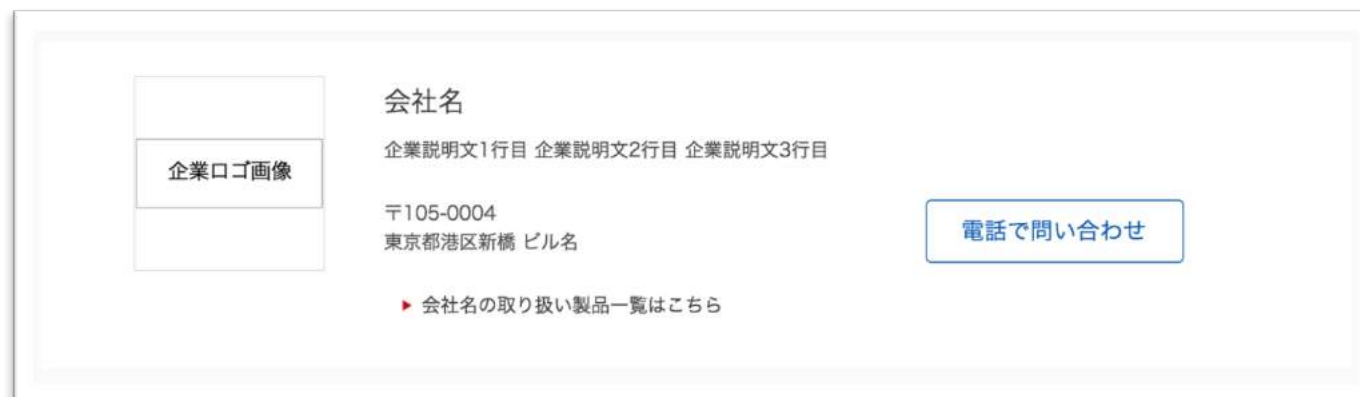 企業ロゴ画像
会社名
企業説明文1行目 企業説明文2行目 企業説明文3行目
〒105-0004
東京都港区新橋 ビル名
電話で問い合わせ
▶ 会社名の取り扱い製品一覧はこちら